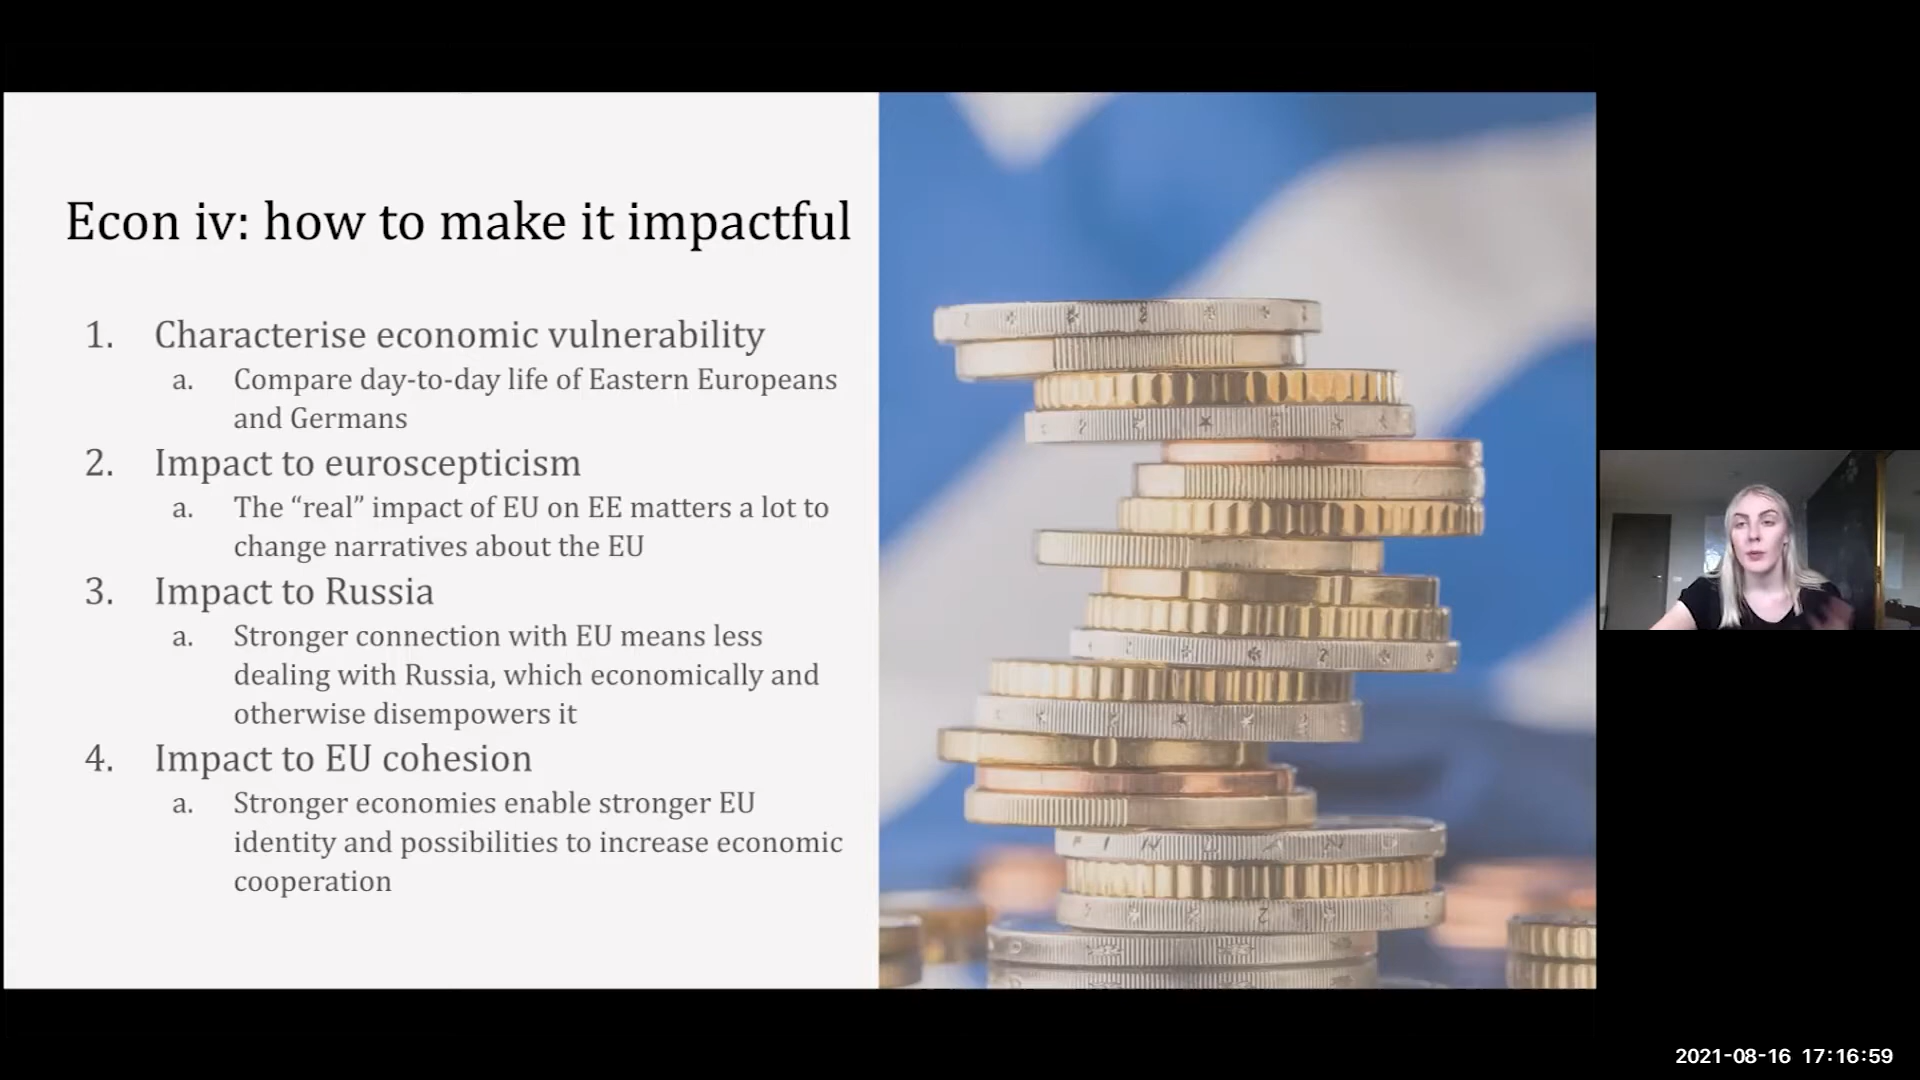 Econ iv: how to make it impactful
1. Characterise economic vulnerability
a. Compare day-to-day life of Eastern Europeans
and Germans
2. Impact to euroscepticism
a. The “real” impact of EU on EE matters a lot to
change narratives about the EU
3. Impact to Russia
a. Stronger connection with EU means less
dealing with Russia, which economically and
otherwise disempowers it
4. Impact to EU cohesion
a. Stronger economies enable stronger EU
identity and possibilities to increase economic
cooperation
2021-08-16 17:16:59